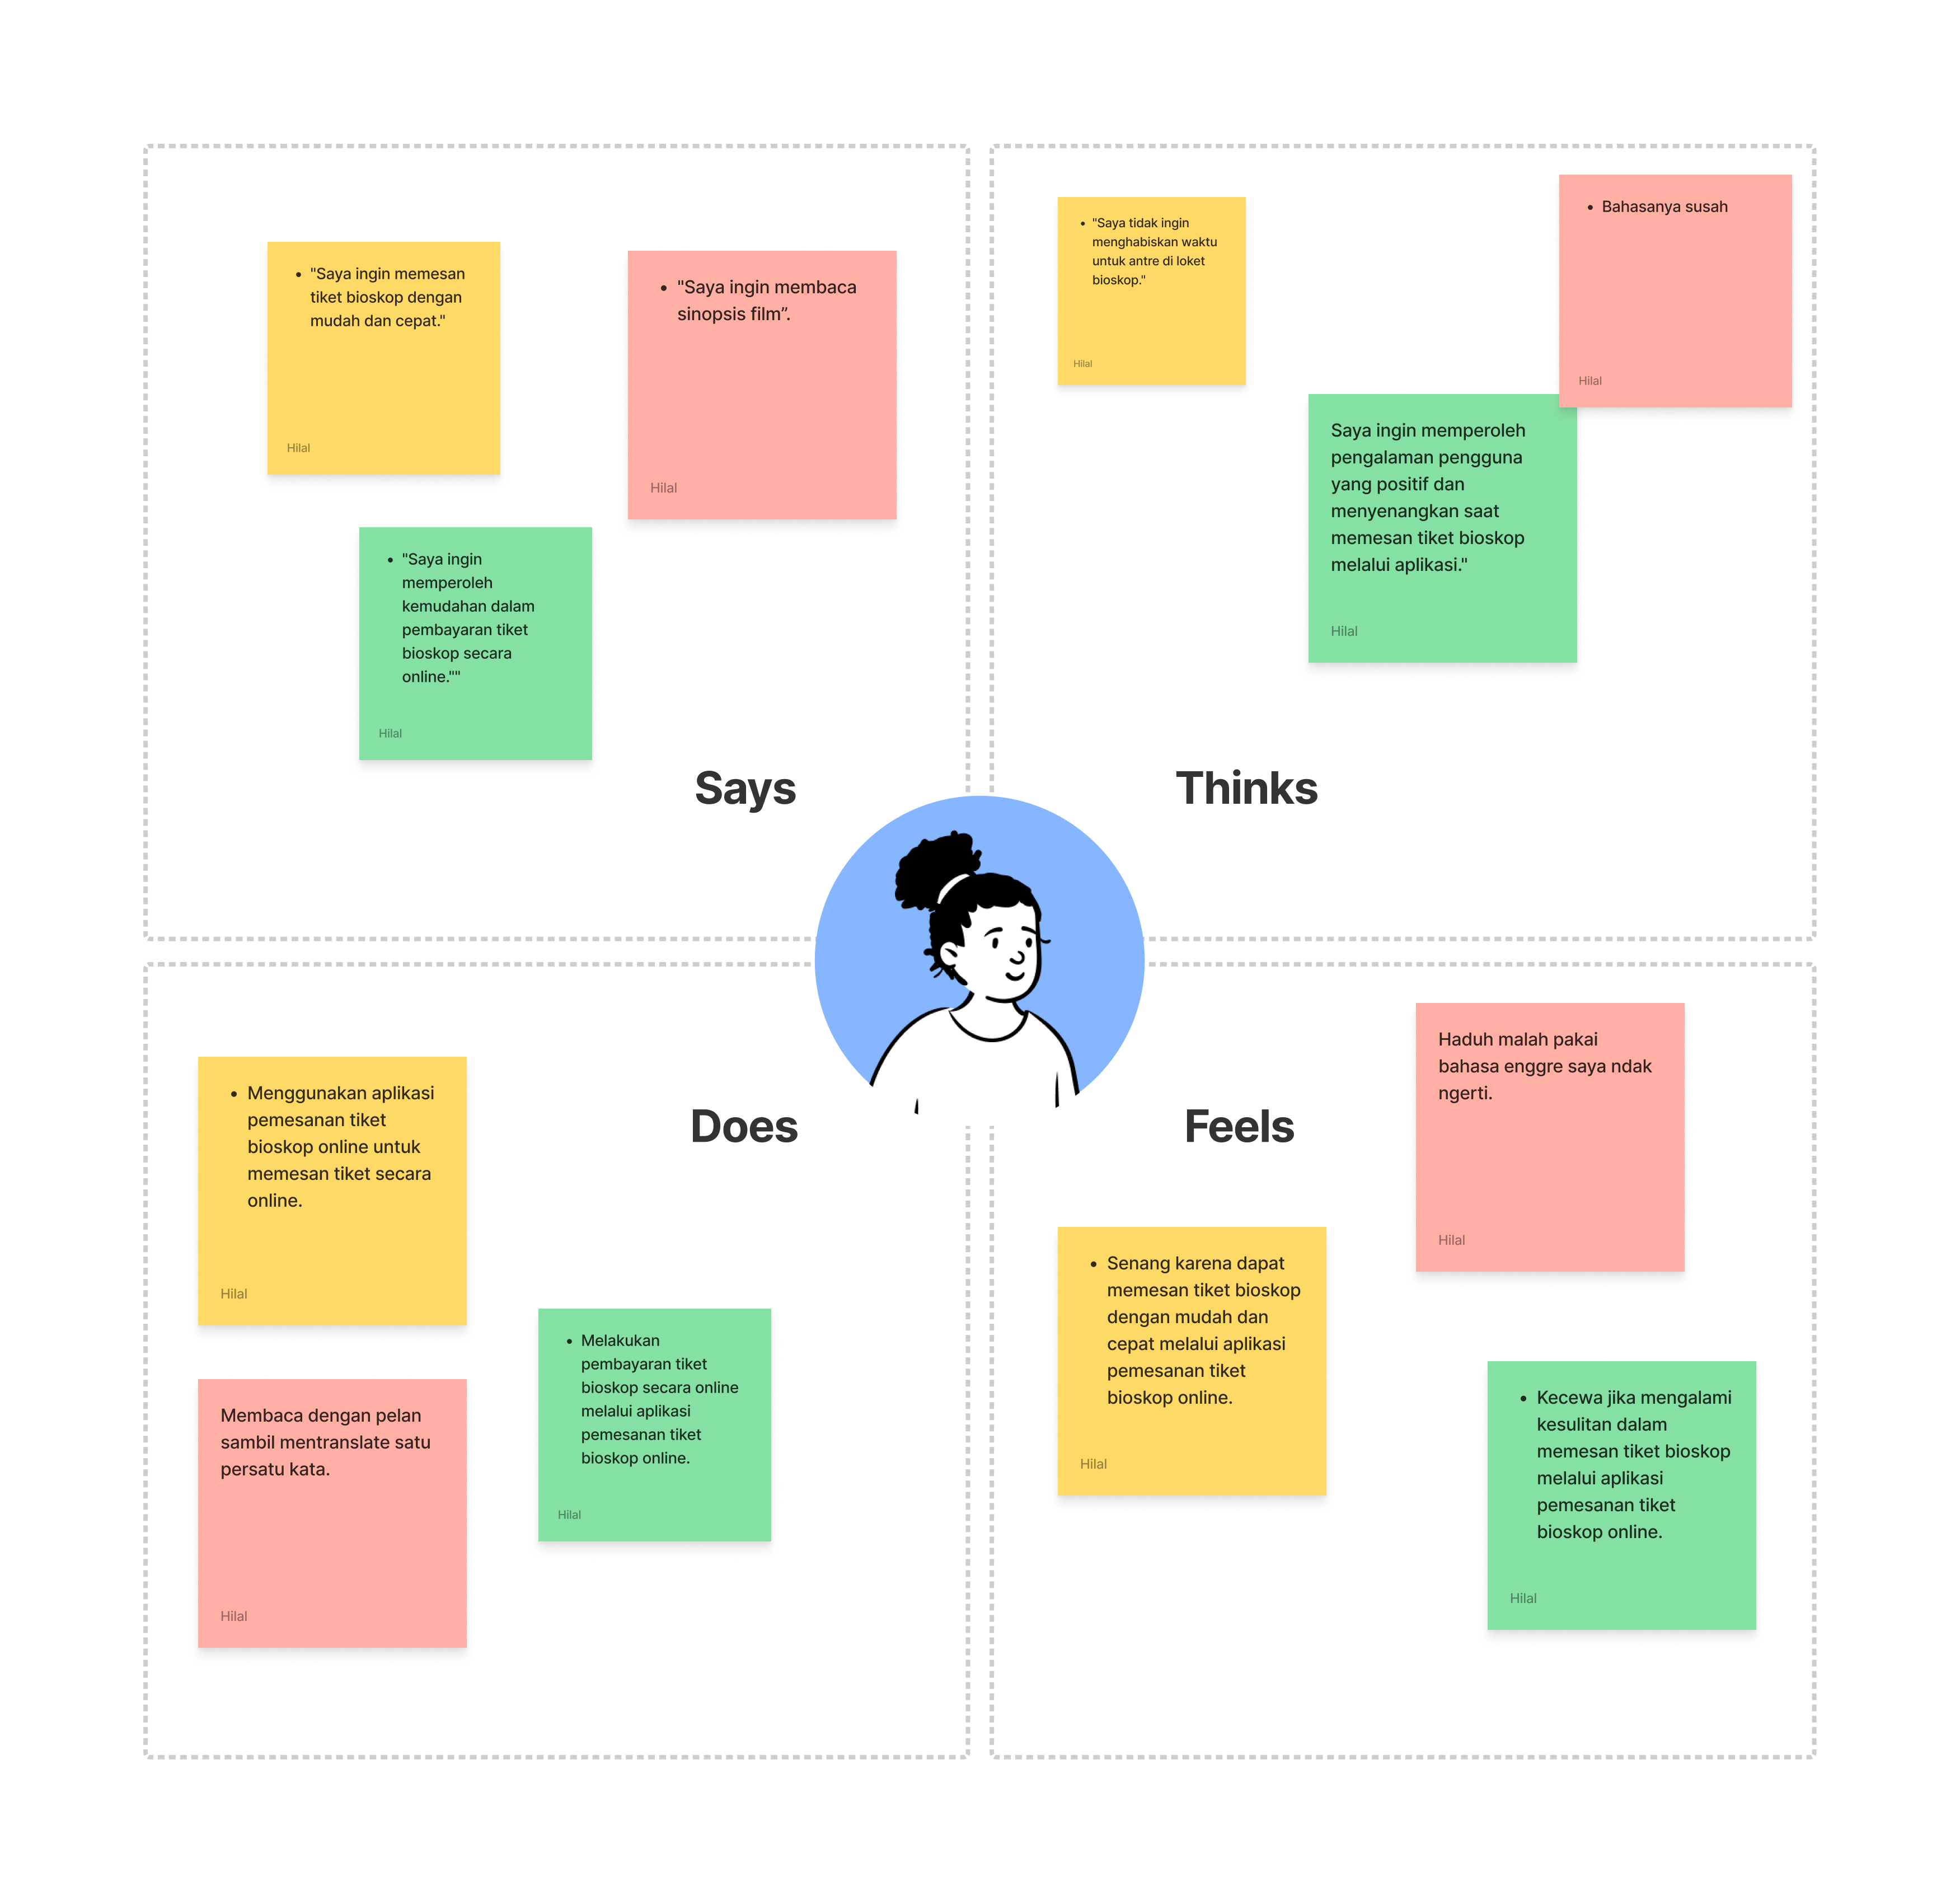 • "Saya ingin memesan
tiket bioskop dengan
mudah dan cepat."
Hilal
• "Saya ingin membaca
sinopsis film”.
Hilal
• "Saya ingin
memperoleh
kemudahan dalam
pembayaran tiket
bioskop secara
online.""
Hilal
Says
• "Saya tidak ingin
menghabiskan waktu
untuk antre di loket
bioskop."
Hilal
• Bahasanya susah
Hilal
Saya ingin memperoleh
pengalaman pengguna
yang positif dan
menyenangkan saat
memesan tiket bioskop
melalui aplikasi."
Hilal
Thinks
Does
• Menggunakan aplikasi
pemesanan tiket
bioskop online untuk
memesan tiket secara
online.
Hilal
• Melakukan
pembayaran tiket
bioskop secara online
melalui aplikasi
pemesanan tiket
bioskop online.
Hilal
Membaca dengan pelan
sambil mentranslate satu
persatu kata.
Hilal
Feels
Haduh malah pakai
bahasa enggre saya ndak
ngerti.
Hilal
• Senang karena dapat
memesan tiket bioskop
dengan mudah dan
cepat melalui aplikasi
pemesanan tiket
bioskop online.
Hilal
• Kecewa jika mengalami
kesulitan dalam
memesan tiket bioskop
melalui aplikasi
pemesanan tiket
bioskop online.
Hilal